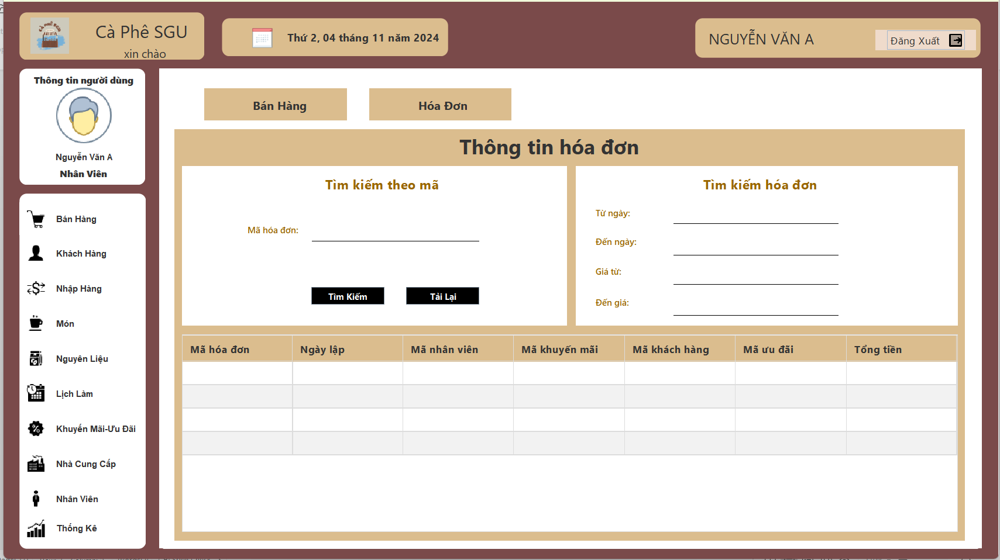 CÀ PHÊ SGU
Cà Phê SGU
xin chào
Thứ 2, 04 tháng 11 năm 2024
NGUYỄN VĂN A
Đăng Xuất
Thông tin người dùng
Nguyễn Văn A
Nhân Viên
Bán Hàng
Khách Hàng
Nhập Hàng
Món
Nguyên Liệu
Lịch Làm
Khuyến Mãi-Ưu Đãi
Nhà Cung Cấp
Nhân Viên
Thống Kê
Bán Hàng
Hóa Đơn
Thông tin hóa đơn
Tìm kiếm theo mã
Mã hóa đơn:
Tìm Kiếm
Tải Lại
Tìm kiếm hóa đơn
Từ ngày:
Đến ngày:
Giá từ:
Đến giá:
Mã hóa đơn
Ngày lập
Mã nhân viên
Mã khuyến mãi
Mã khách hàng
Mã ưu đãi
Tổng tiền